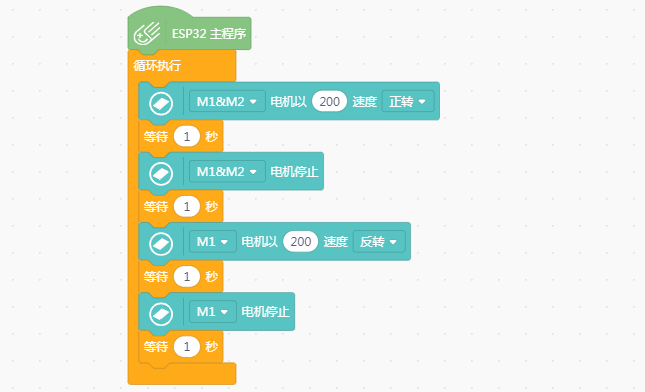 ESP32 主程序
循环执行
M1&M2 电机以 200 速度 正转
等待 1 秒
M1&M2 电机停止
等待 1 秒
M1 电机以 200 速度 反转
等待 1 秒
M1 电机停止
等待 1 秒